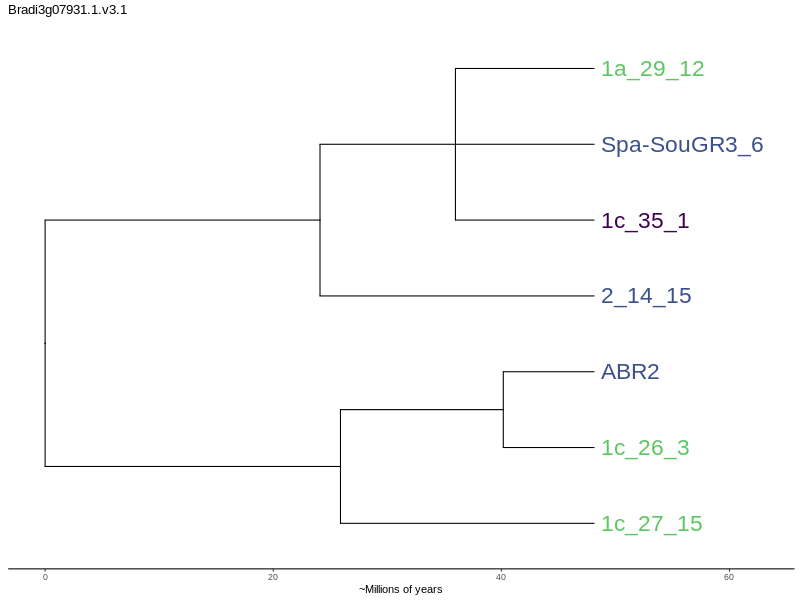 Bradi3g07931.1.v3.1
1a_29_12
Spa-SouGR3_6
1c_35_1
2_14_15
ABR2
1c_26_3
1c_27_15
0 20 40 60
~Millions of years